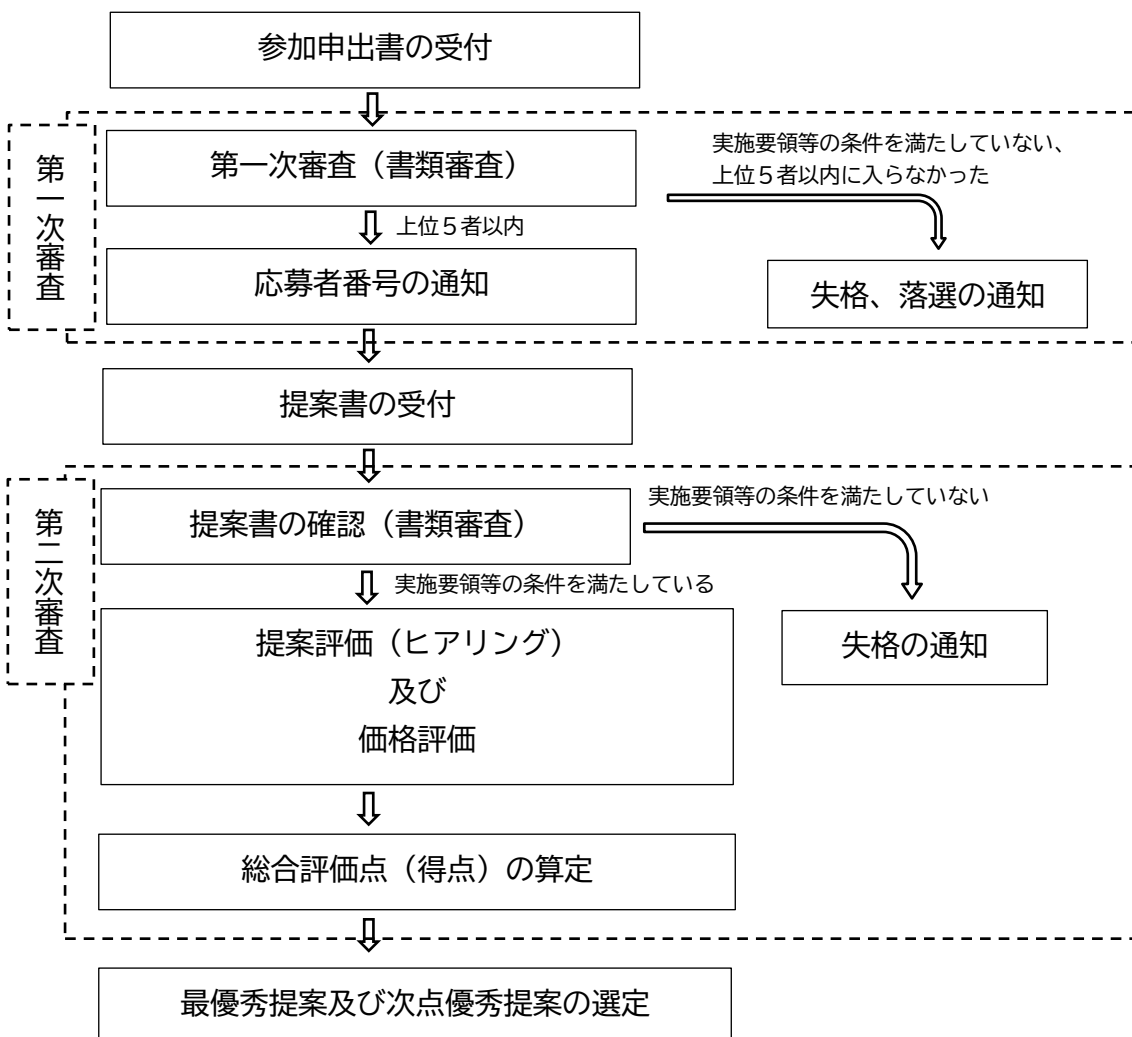 参加申出書の受付
第一次審査
第一次審査（書類審査）
実施要領等の条件を満たしていない、
上位５者以内に入らなかった
上位５者以内
応募者番号の通知
失格、落選の通知
提案書の受付
第二次審査
提案書の確認（書類審査）
実施要領等の条件を満たしていない
実施要領等の条件を満たしている
提案評価（ヒアリング）
及び
価格評価
失格の通知
総合評価点（得点）の算定
最優秀提案及び次点優秀提案の選定